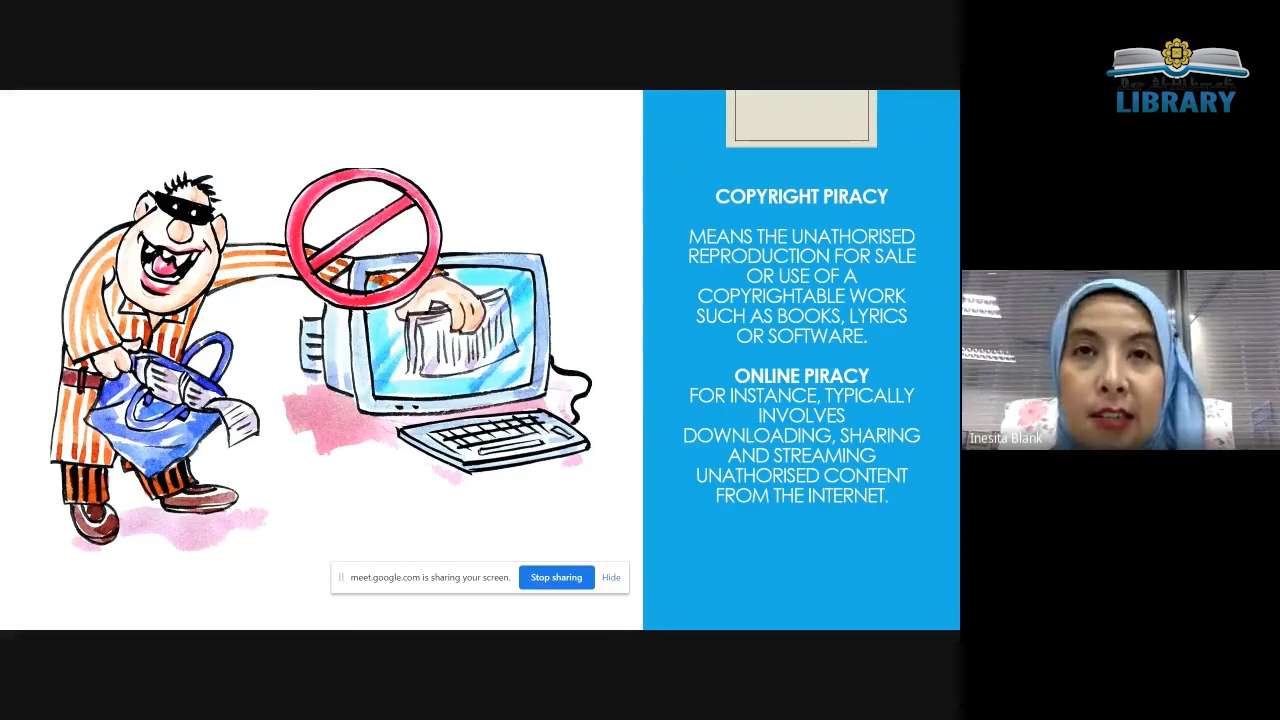 LIBRARY
COPYRIGHT PIRACY
MEANS THE UNATHORISED
REPRODUCTION FOR SALE
OR USE OF A
COPYRIGHTABLE WORK
SUCH AS BOOKS, LYRICS
OR SOFTWARE.
ONLINE PIRACY
FOR INSTANCE, TYPICALLY
INVOLVES
DOWNLOADING, SHARING
AND STREAMING
UNATHORISED CONTENT
FROM THE INTERNET.
meet.google.com is sharing your screen.
Stop sharing
Hide
Inesita Blank